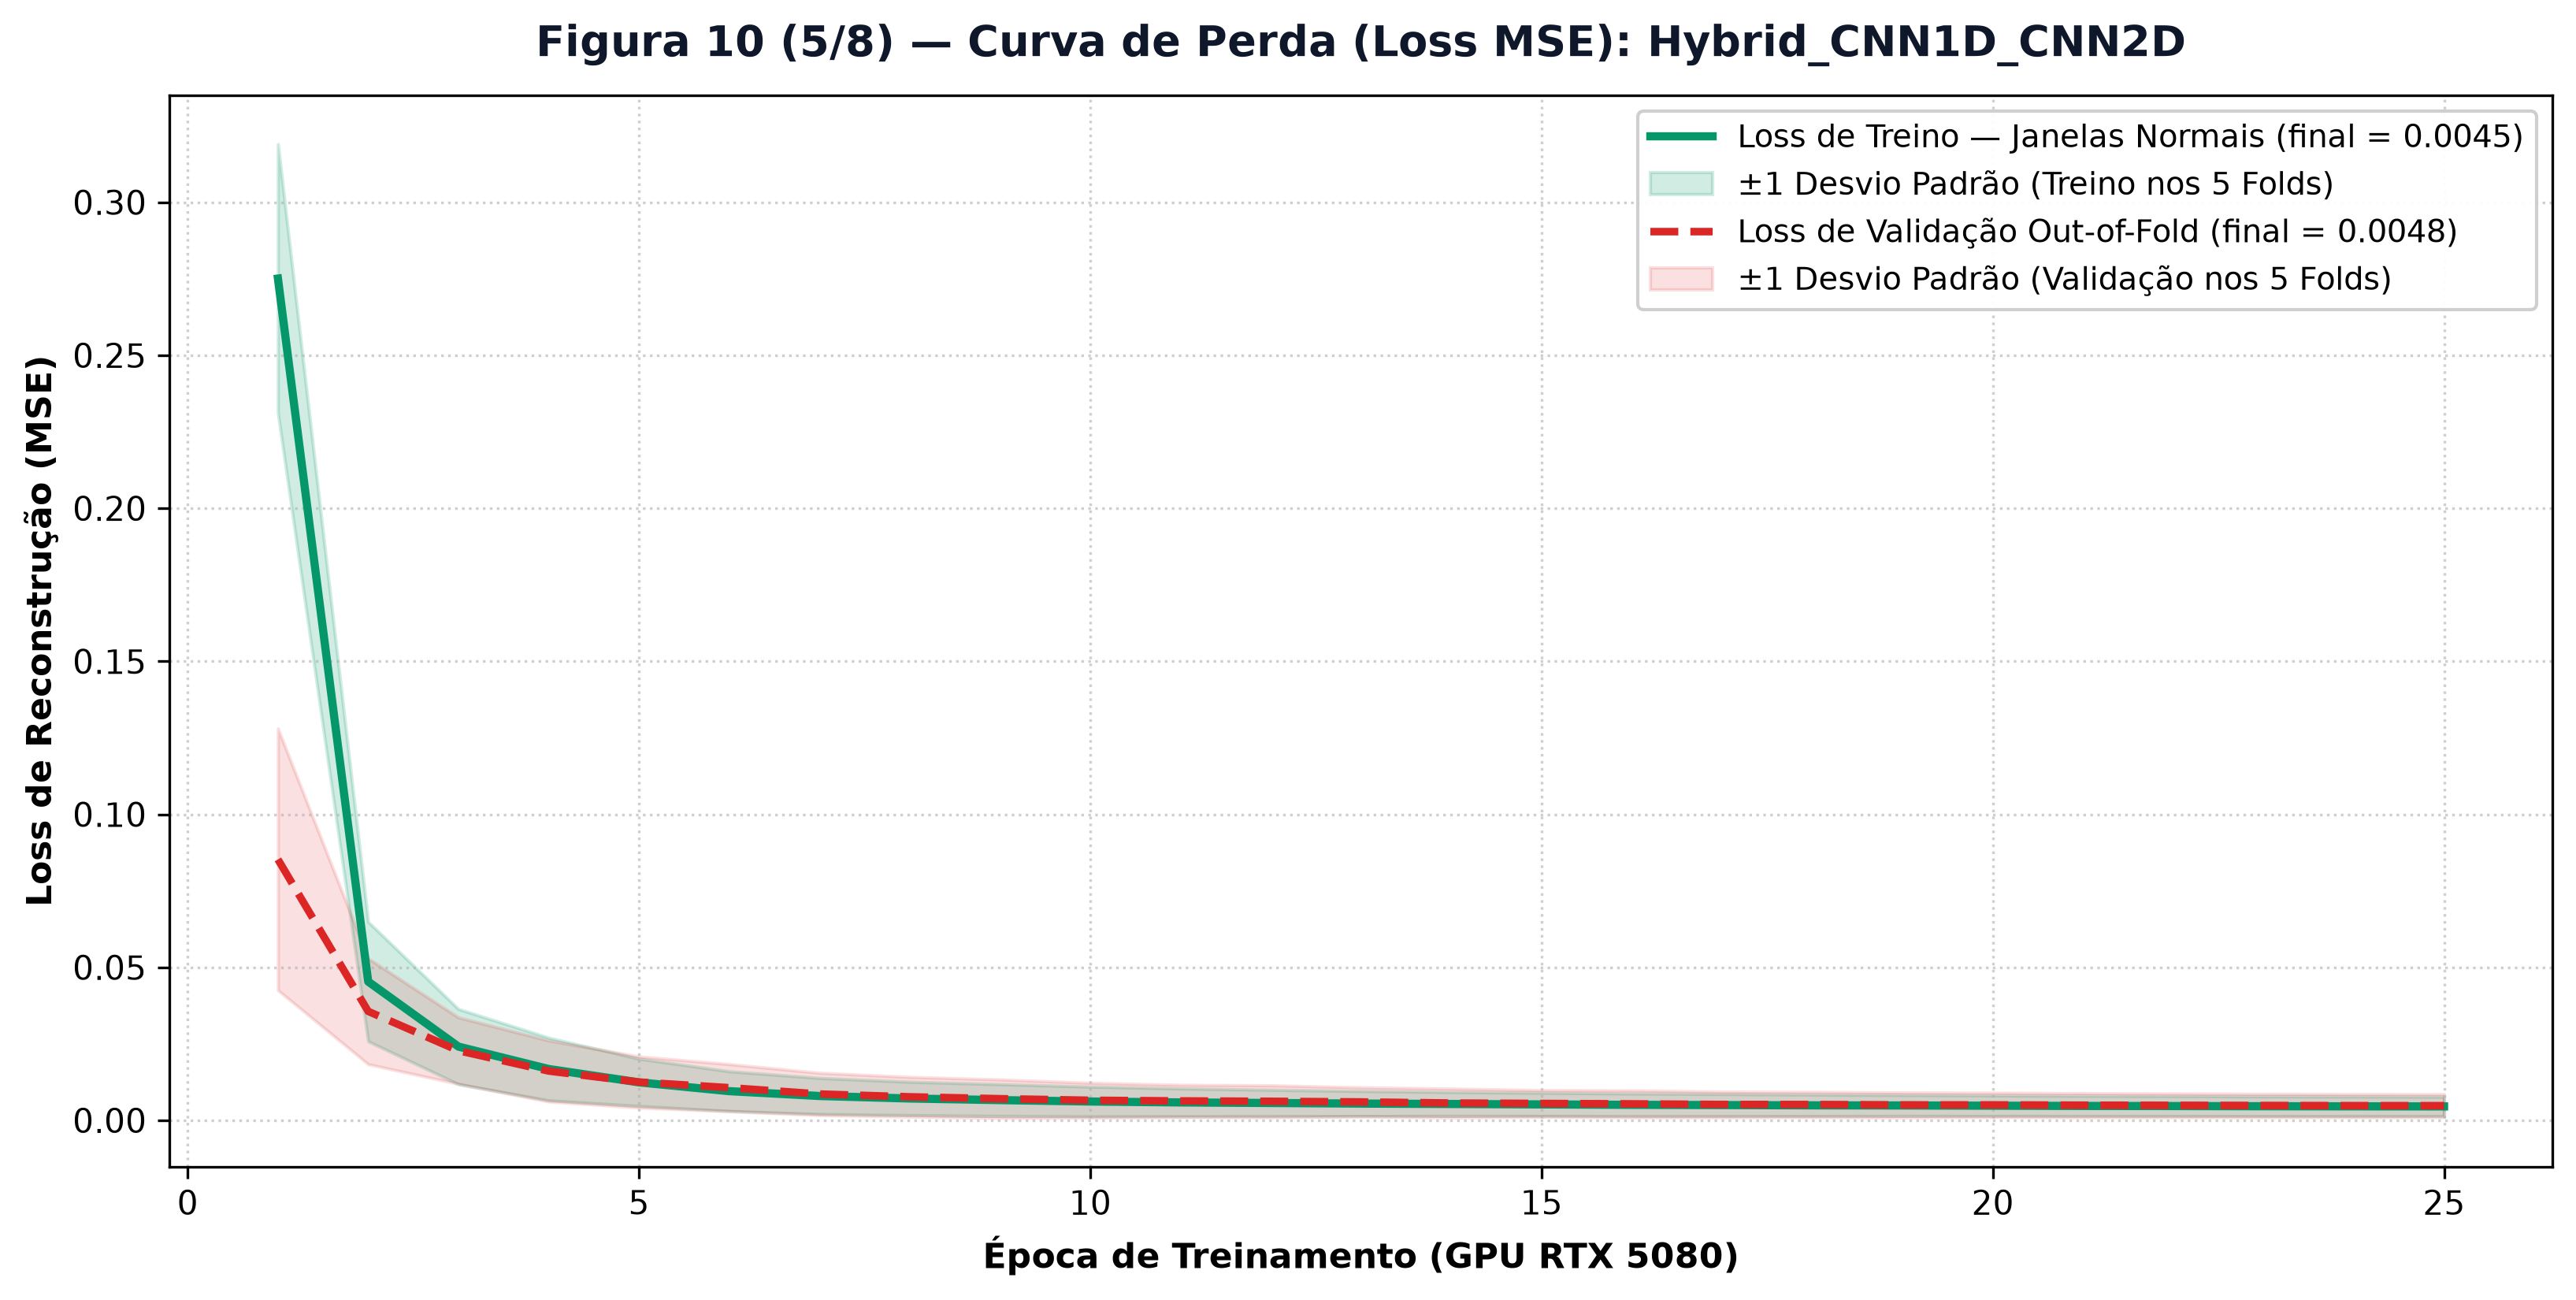 Figura 10 (5/8) — Curva de Perda (Loss MSE): Hybrid_CNN1D_CNN2D
Loss de Treino — Janelas Normais (final = 0.0045)
±1 Desvio Padrão (Treino nos 5 Folds)
Loss de Validação Out-of-Fold (final = 0.0048)
±1 Desvio Padrão (Validação nos 5 Folds)
Loss de Reconstrução (MSE)
0.30
0.25
0.20
0.15
0.10
0.05
0.00
0 5 10 15 20 25
Época de Treinamento (GPU RTX 5080)